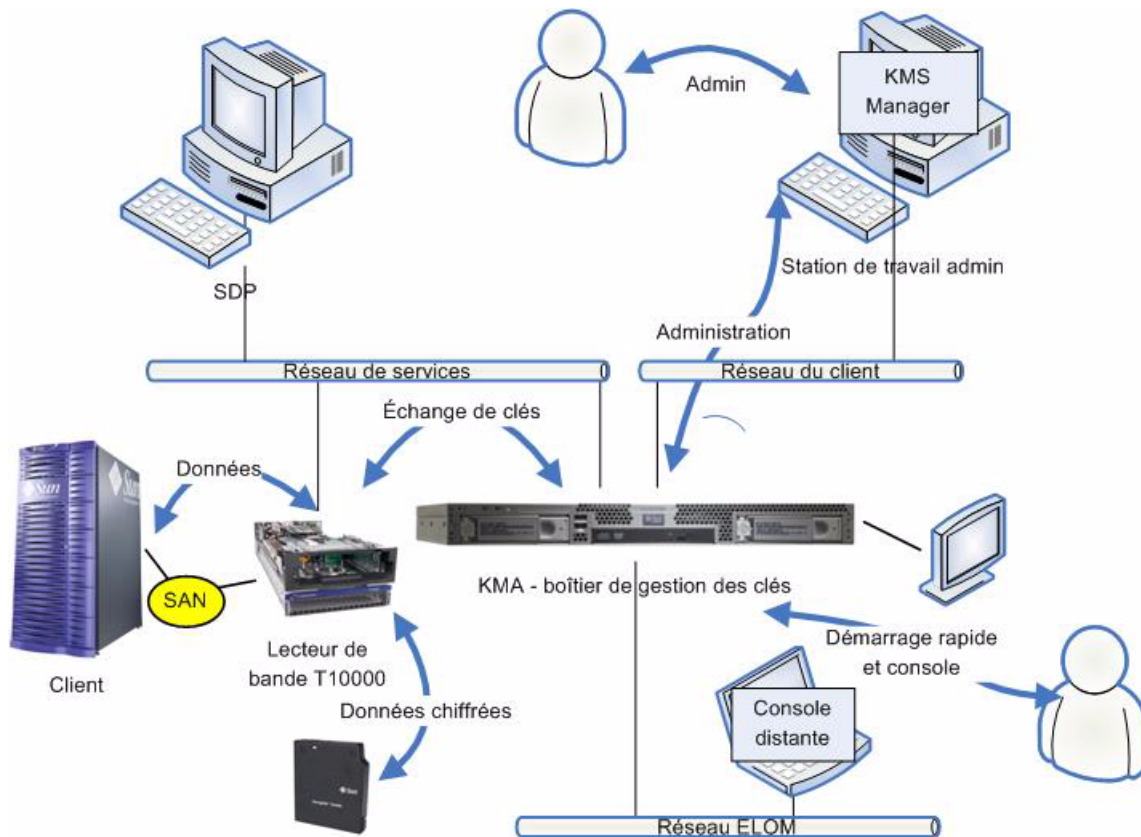 Admin
KMS
Manager
SDP
Station de travail admin
Administration
Réseau de services
Réseau du client
Échange de clés
Données
Sun
Sun
SAN
KMA - boîtier de gestion des clés
Client
Lecteur de
bande T10000
Démarrage rapide
et console
Données chiffrées
Console
distante
Réseau ELOM